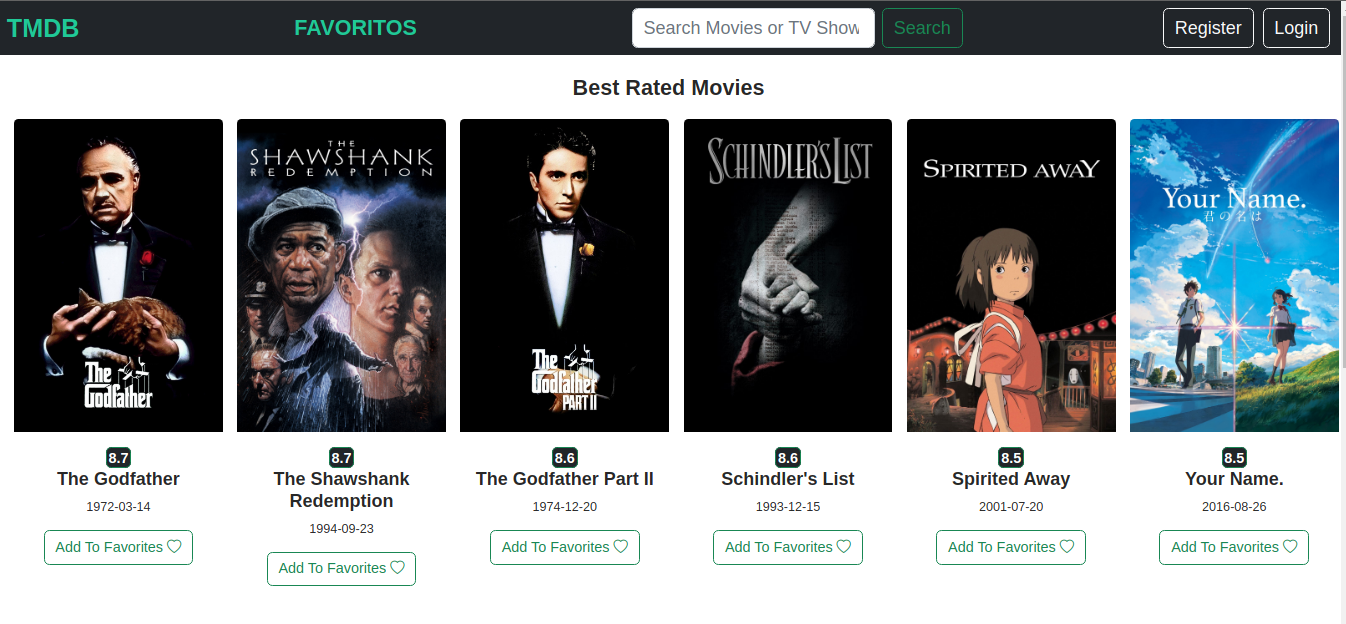 TMDB FAVORITOS Search Movies or TV Show Search Register Login
Best Rated Movies
THE
SHAWSHANK
REDEMPTION
SCHINDLER'S LIST
SPIRITED AWAY
Your Name.
君の名は
The
Godfather
The
Godfather
PART II
8.7
The Godfather
1972-03-14
Add To Favorites
8.7
The Shawshank
Redemption
1994-09-23
Add To Favorites
8.6
The Godfather Part II
1974-12-20
Add To Favorites
8.6
Schindler's List
1993-12-15
Add To Favorites
8.5
Spirited Away
2001-07-20
Add To Favorites
8.5
Your Name.
2016-08-26
Add To Favorites